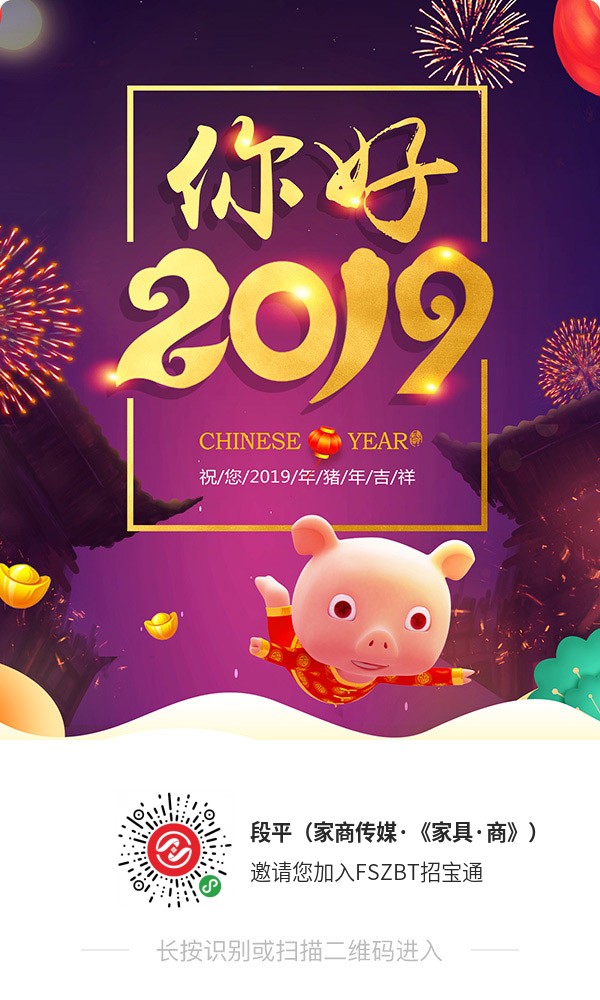 你好
2019
CHINESE YEAR
祝/您/2019/年/猪/年/吉/祥
段平（家商传媒·《家具·商》）
邀请您加入FSZBT招宝通
长按识别或扫描二维码进入